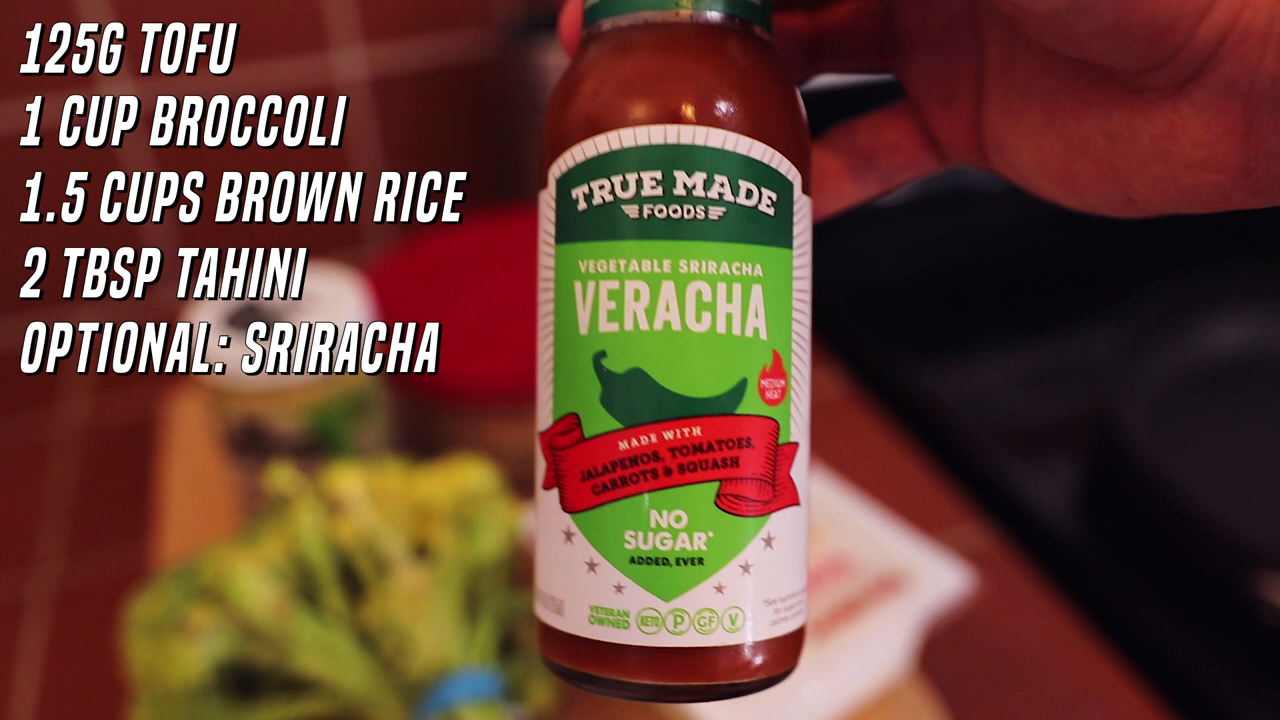 125G TOFU
1 CUP BROCCOLI
1.5 CUPS BROWN RICE
2 TBSP TAHINI
OPTIONAL: SRIRACHA
TRUE MADE
FOODS
VEGETABLE SRIRACHA
VERACHA
MEDIUM
HEAT
MADE WITH
JALAPENOS, TOMATOES,
CARROTS & SQUASH
NO
SUGAR*
ADDED, EVER
VETERAN
OWNED
KETO P GF V